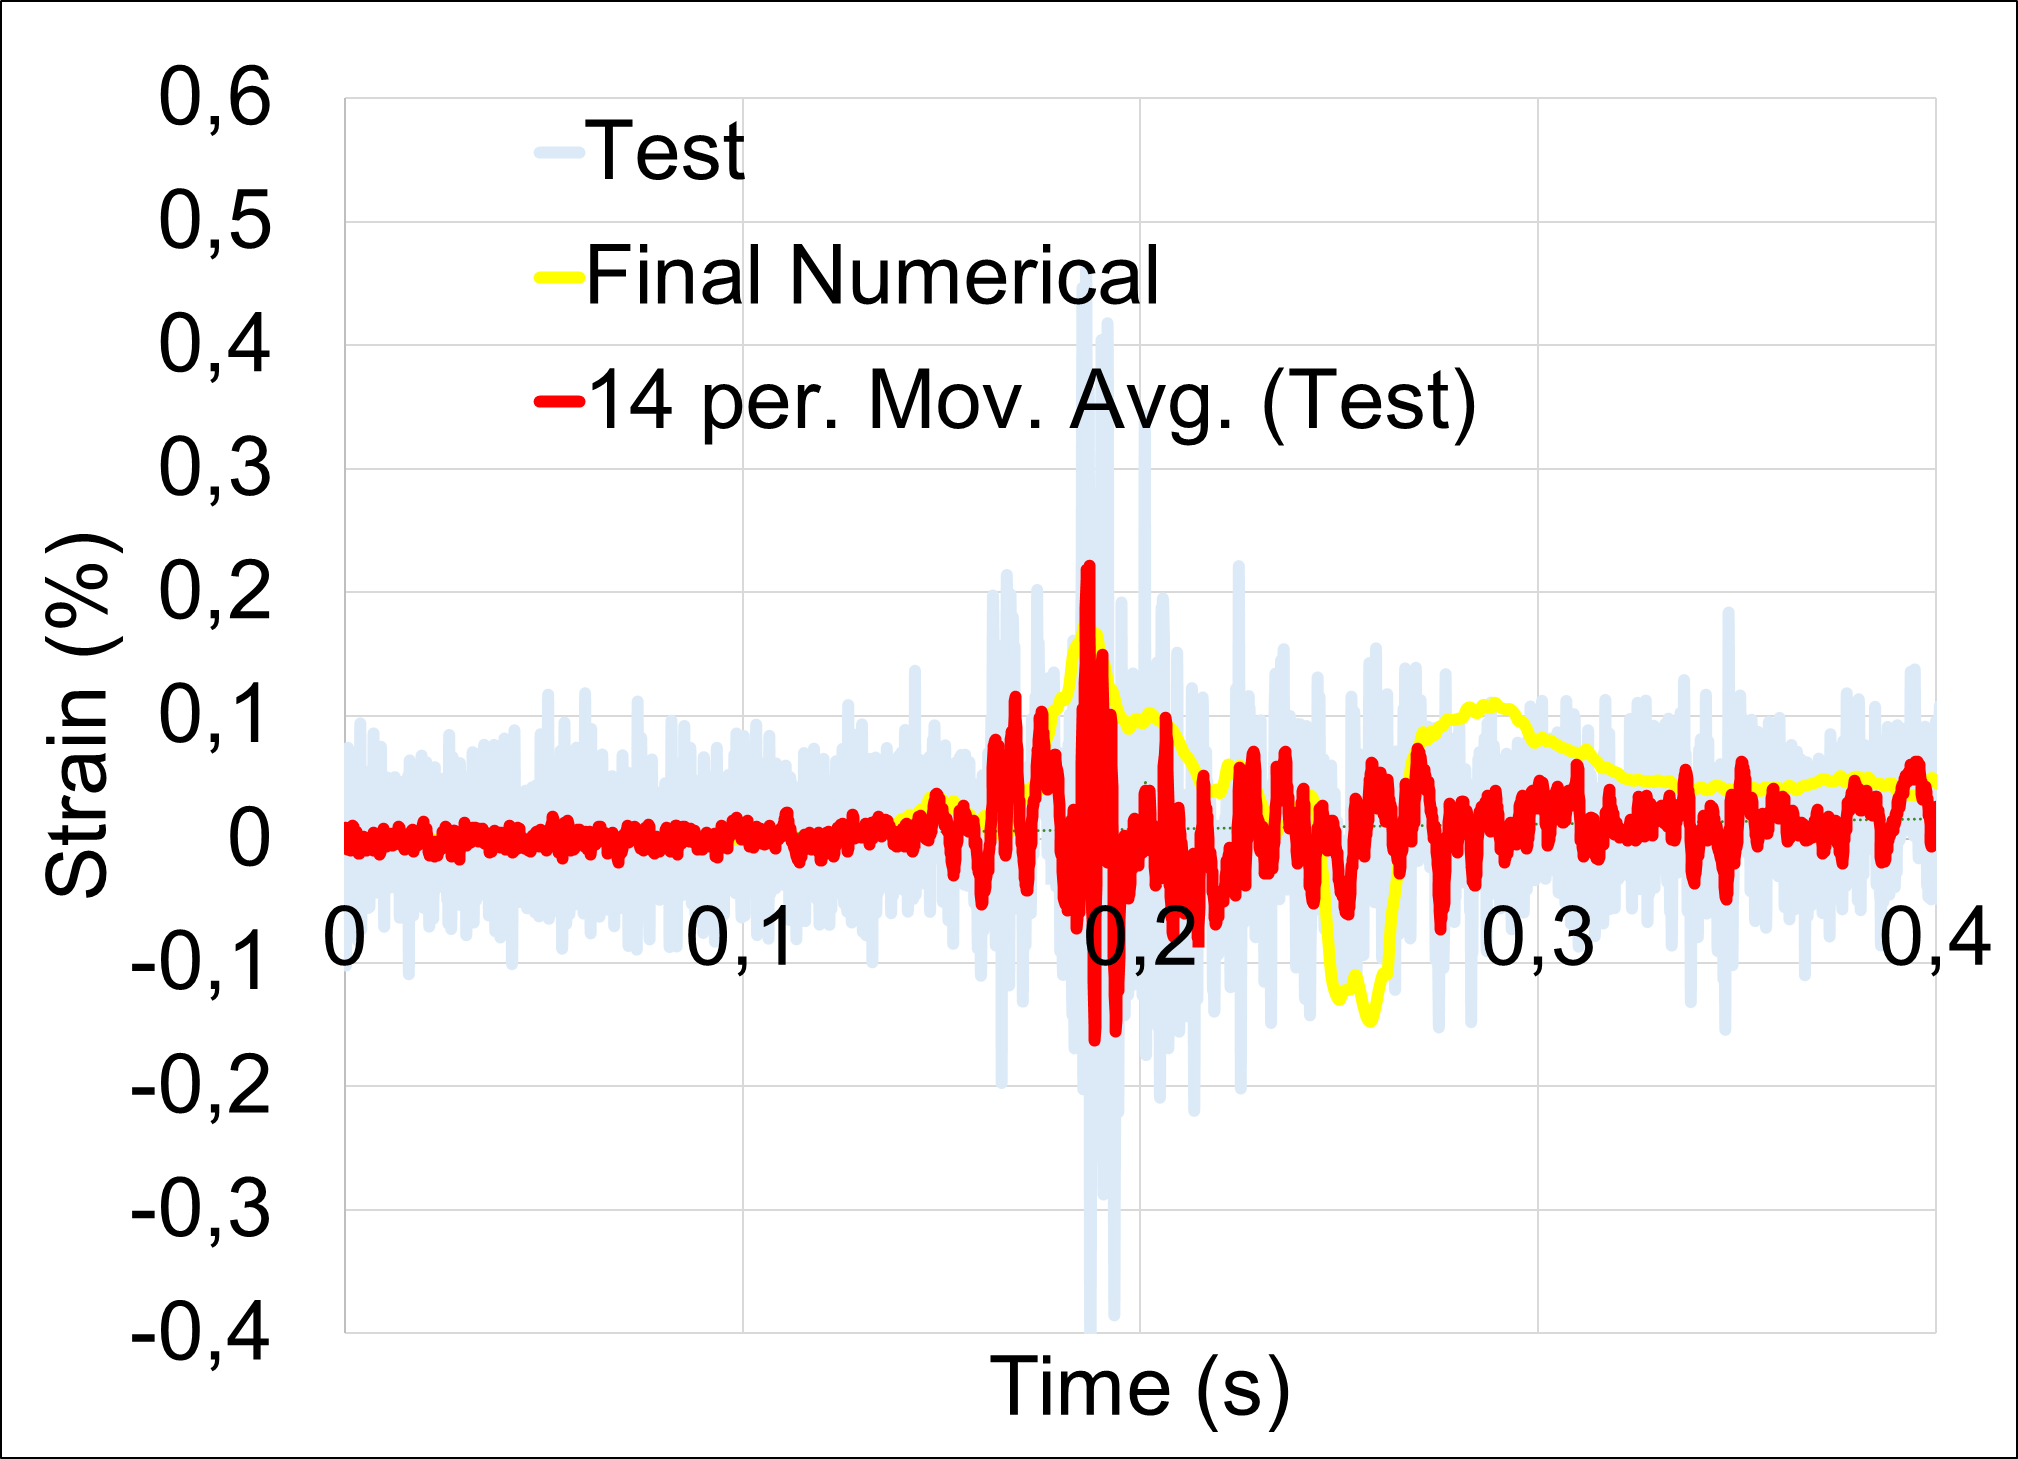 0,6
0,5
0,4
0,3
0,2
0,1
0
-0,1
-0,2
-0,3
-0,4
Strain (%)
Test
Final Numerical
14 per. Mov. Avg. (Test)
0 0,1 0,2 0,3 0,4
Time (s)